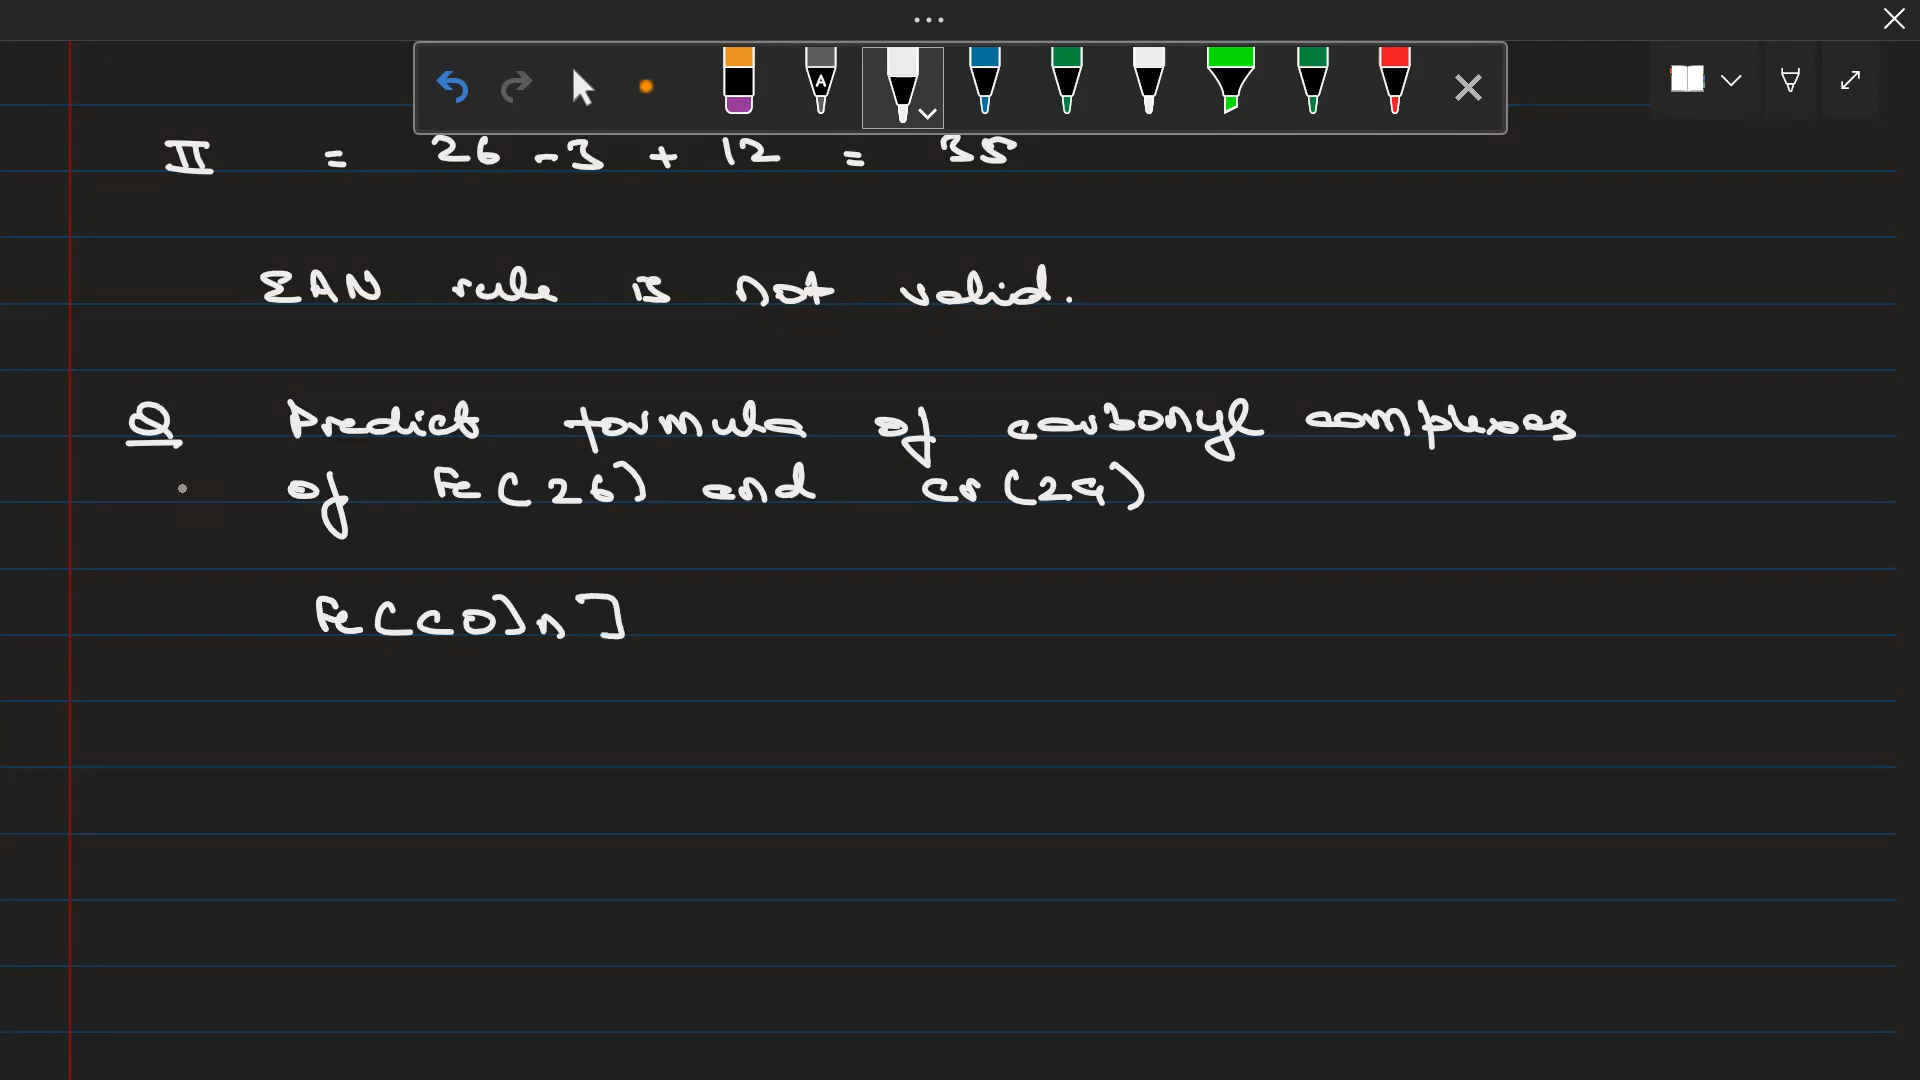 II = 26 - 3 + 12 = 35
EAN rule is not valid.
Q Predict formula of carbonyl complexes
of Fe (26) and Cr (24)
Fe(CO)n]